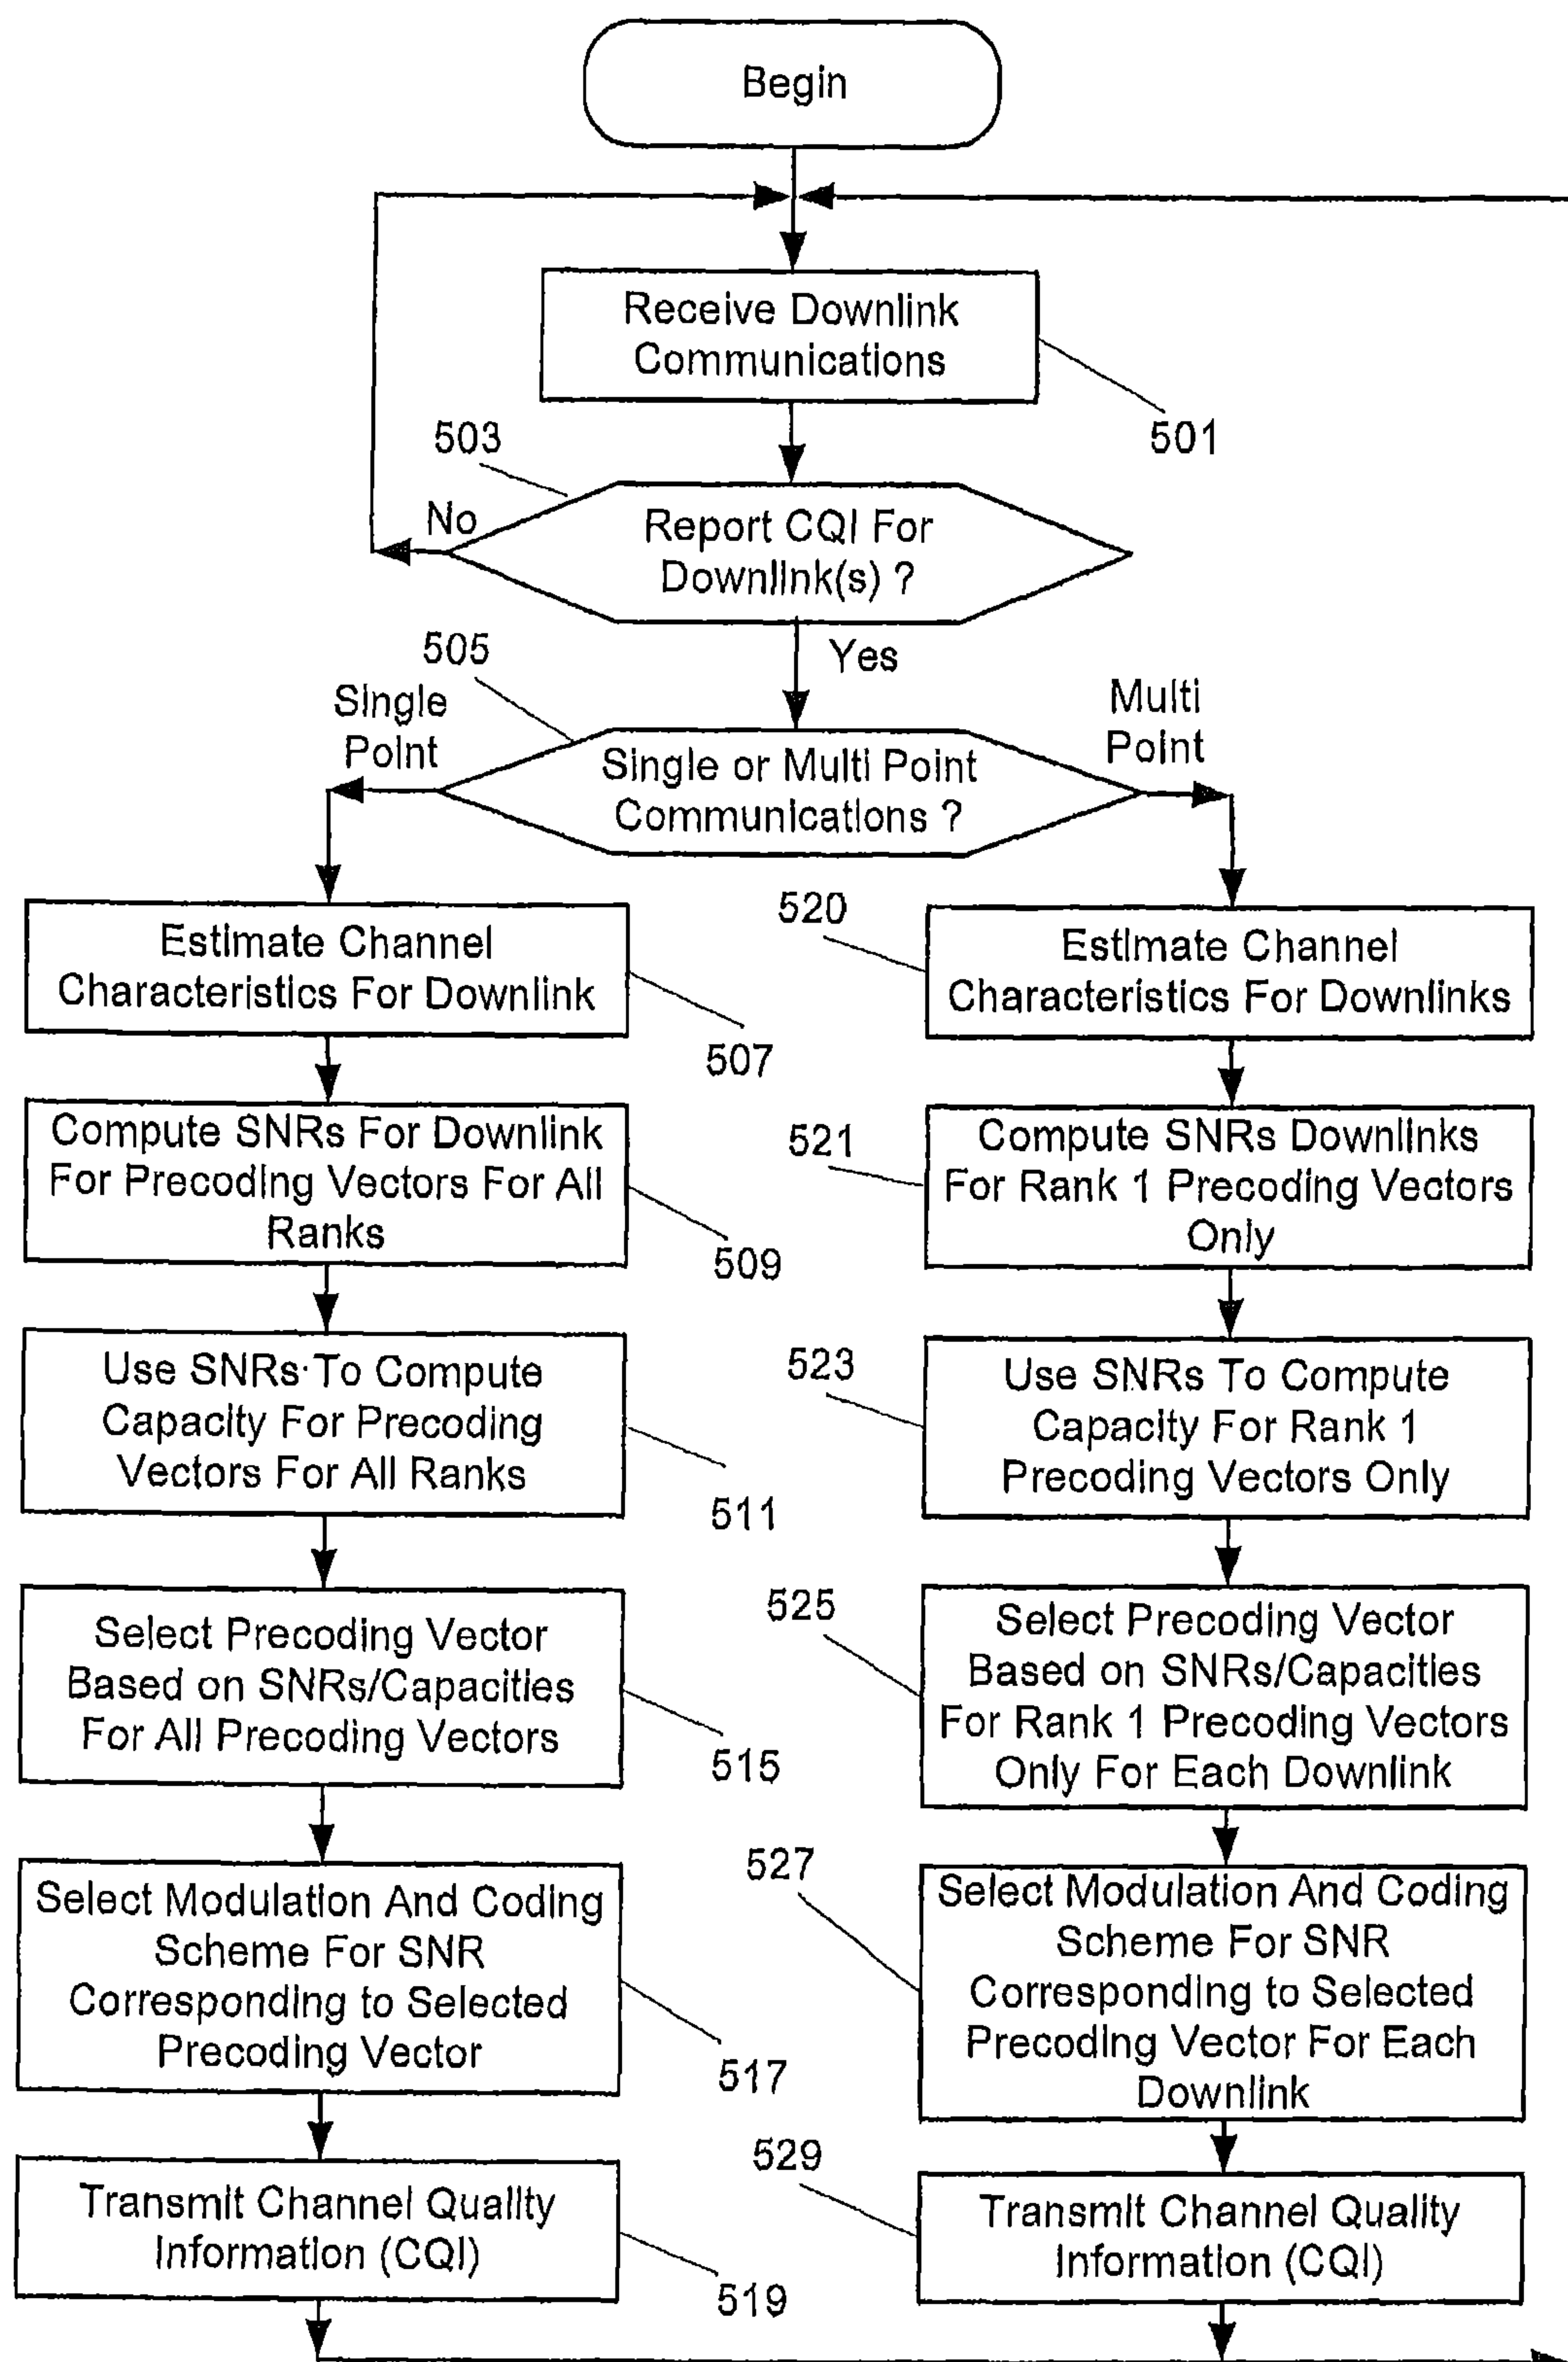 Begin
Receive Downlink
Communications
501
503
No
Report CQI For
Downlink(s) ?
Yes
505
Single
Point
Multi
Point
Single or Multi Point
Communications ?
Estimate Channel
Characteristics For Downlink
507
520
Estimate Channel
Characteristics For Downlinks
Compute SNRs For Downlink
For Precoding Vectors For All
Ranks
509
521
Compute SNRs Downlinks
For Rank 1 Precoding Vectors
Only
Use SNRs To Compute
Capacity For Precoding
Vectors For All Ranks
511
523
Use SNRs To Compute
Capacity For Rank 1
Precoding Vectors Only
Select Precoding Vector
Based on SNRs/Capacities
For All Precoding Vectors
515
525
Select Precoding Vector
Based on SNRs/Capacities
For Rank 1 Precoding Vectors
Only For Each Downlink
Select Modulation And Coding
Scheme For SNR
Corresponding to Selected
Precoding Vector
517
527
Select Modulation And Coding
Scheme For SNR
Corresponding to Selected
Precoding Vector For Each
Downlink
Transmit Channel Quality
Information (CQI)
519
529
Transmit Channel Quality
Information (CQI)